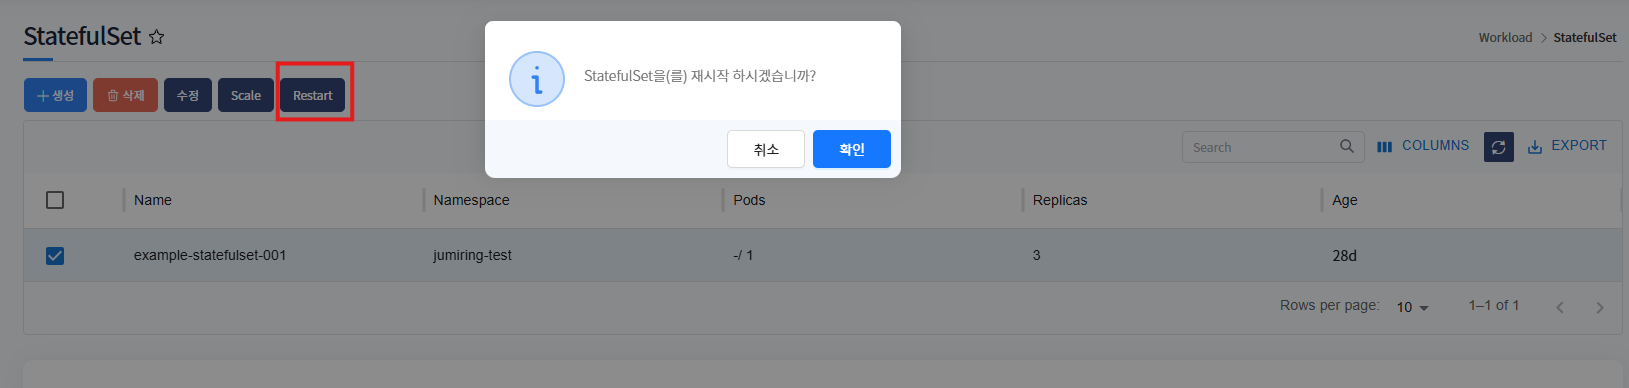 StatefulSet
Workload > StatefulSet
StatefulSet을(를) 재시작 하시겠습니까?
취소 확인
+ 생성 삭제 수정 Scale Restart
Search COLUMNS EXPORT
Name Namespace Pods Replicas Age
example-statefulset-001 jumiring-test -/ 1 3 28d
Rows per page: 10 1–1 of 1